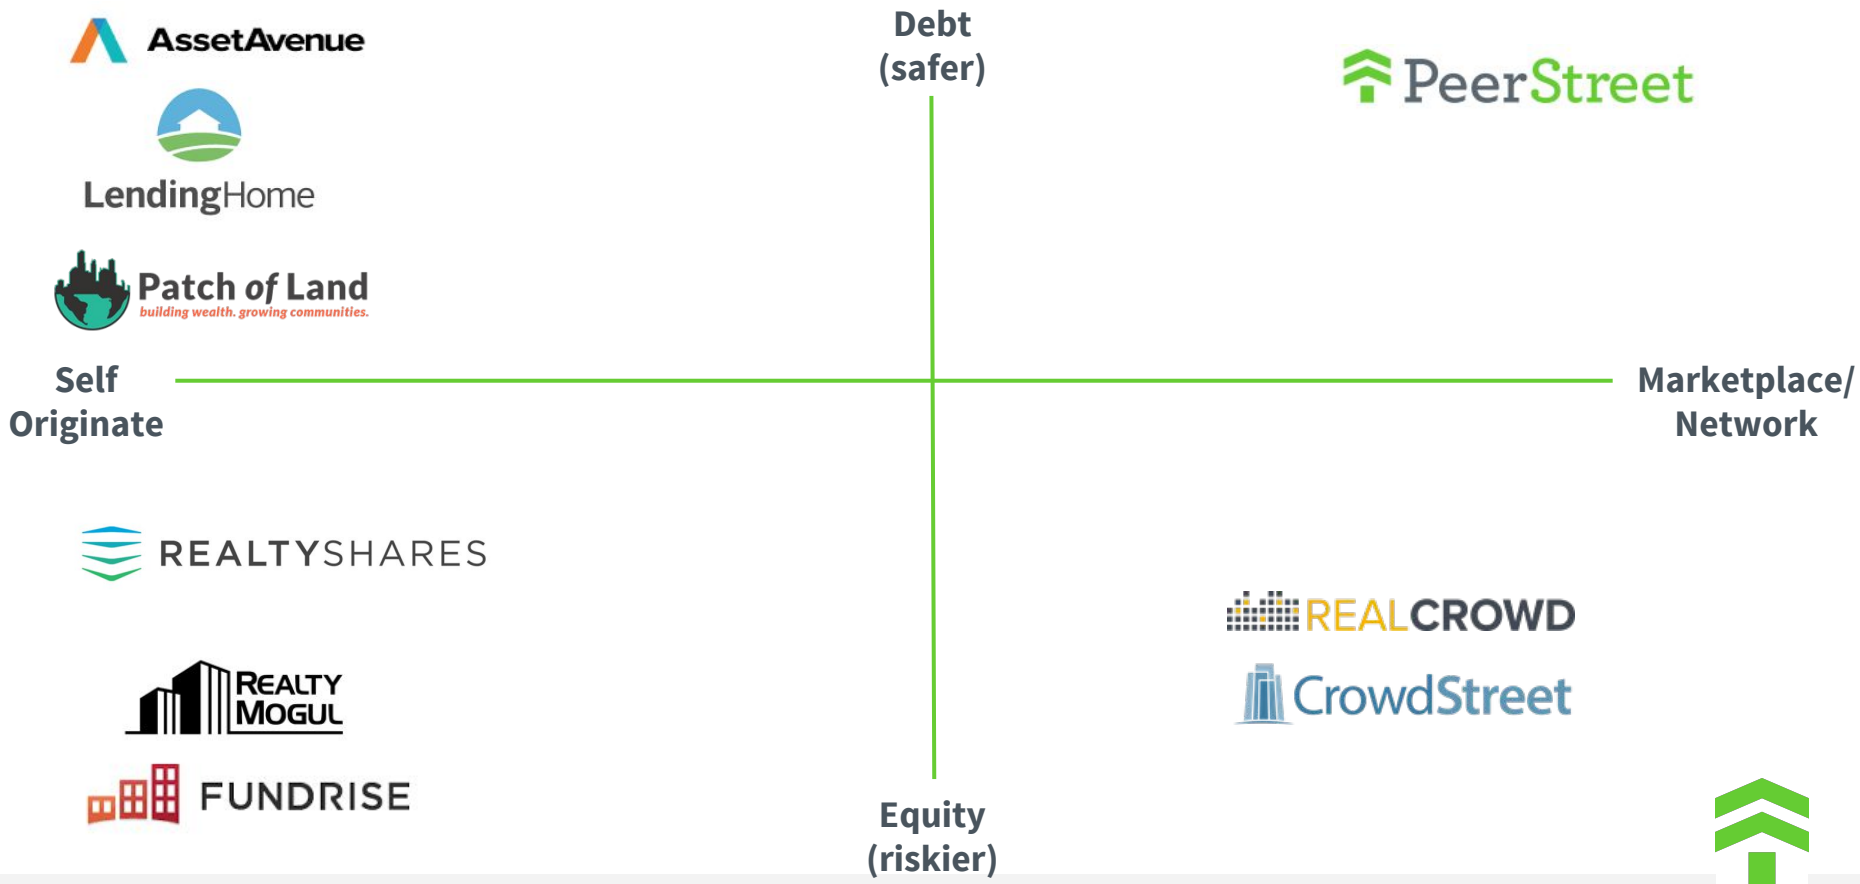 AssetAvenue
LendingHome
Patch of Land
building wealth. growing communities.
Debt
(safer)
PeerStreet
Self
Originate
Marketplace/
Network
REALTYSHARES
REALTY
MOGUL
FUNDRISE
REALCROWD
CrowdStreet
Equity
(riskier)